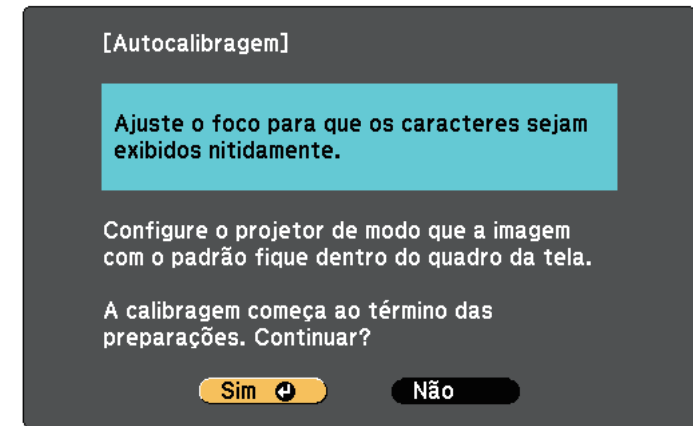 [Autocalibragem]
Ajuste o foco para que os caracteres sejam
exibidos nitidamente.
Configure o projetor de modo que a imagem
com o padrão fique dentro do quadro da tela.
A calibragem começa ao término das
preparações. Continuar?
Sim Não